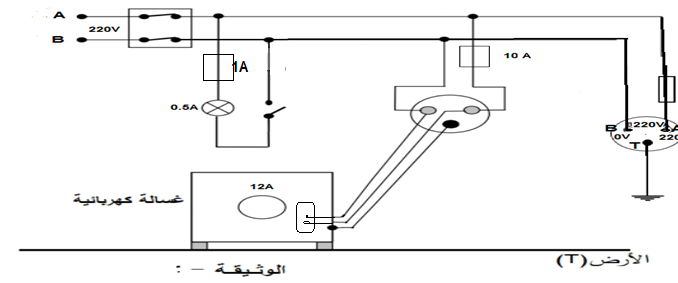 A
220V
B
1A
0.5A
10 A
B 220V A
0V 220
T
12A
غسالة كهربائية
الأرض(T)
الوثيقة - :